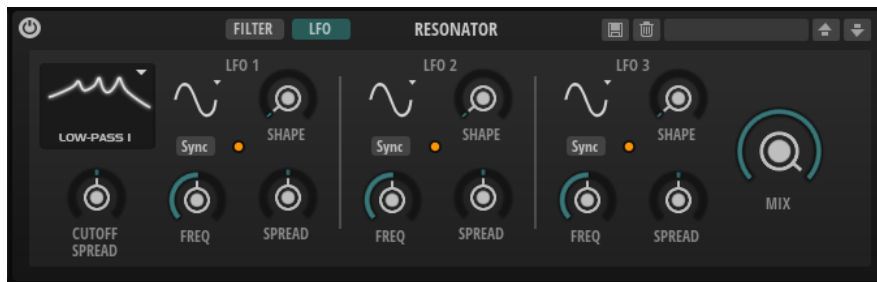 FILTER LFO RESONATOR
LFO 1 LFO 2 LFO 3
LOW-PASS I
SHAPE SHAPE SHAPE
Sync Sync Sync
MIX
CUTOFF SPREAD
FREQ SPREAD FREQ SPREAD FREQ SPREAD